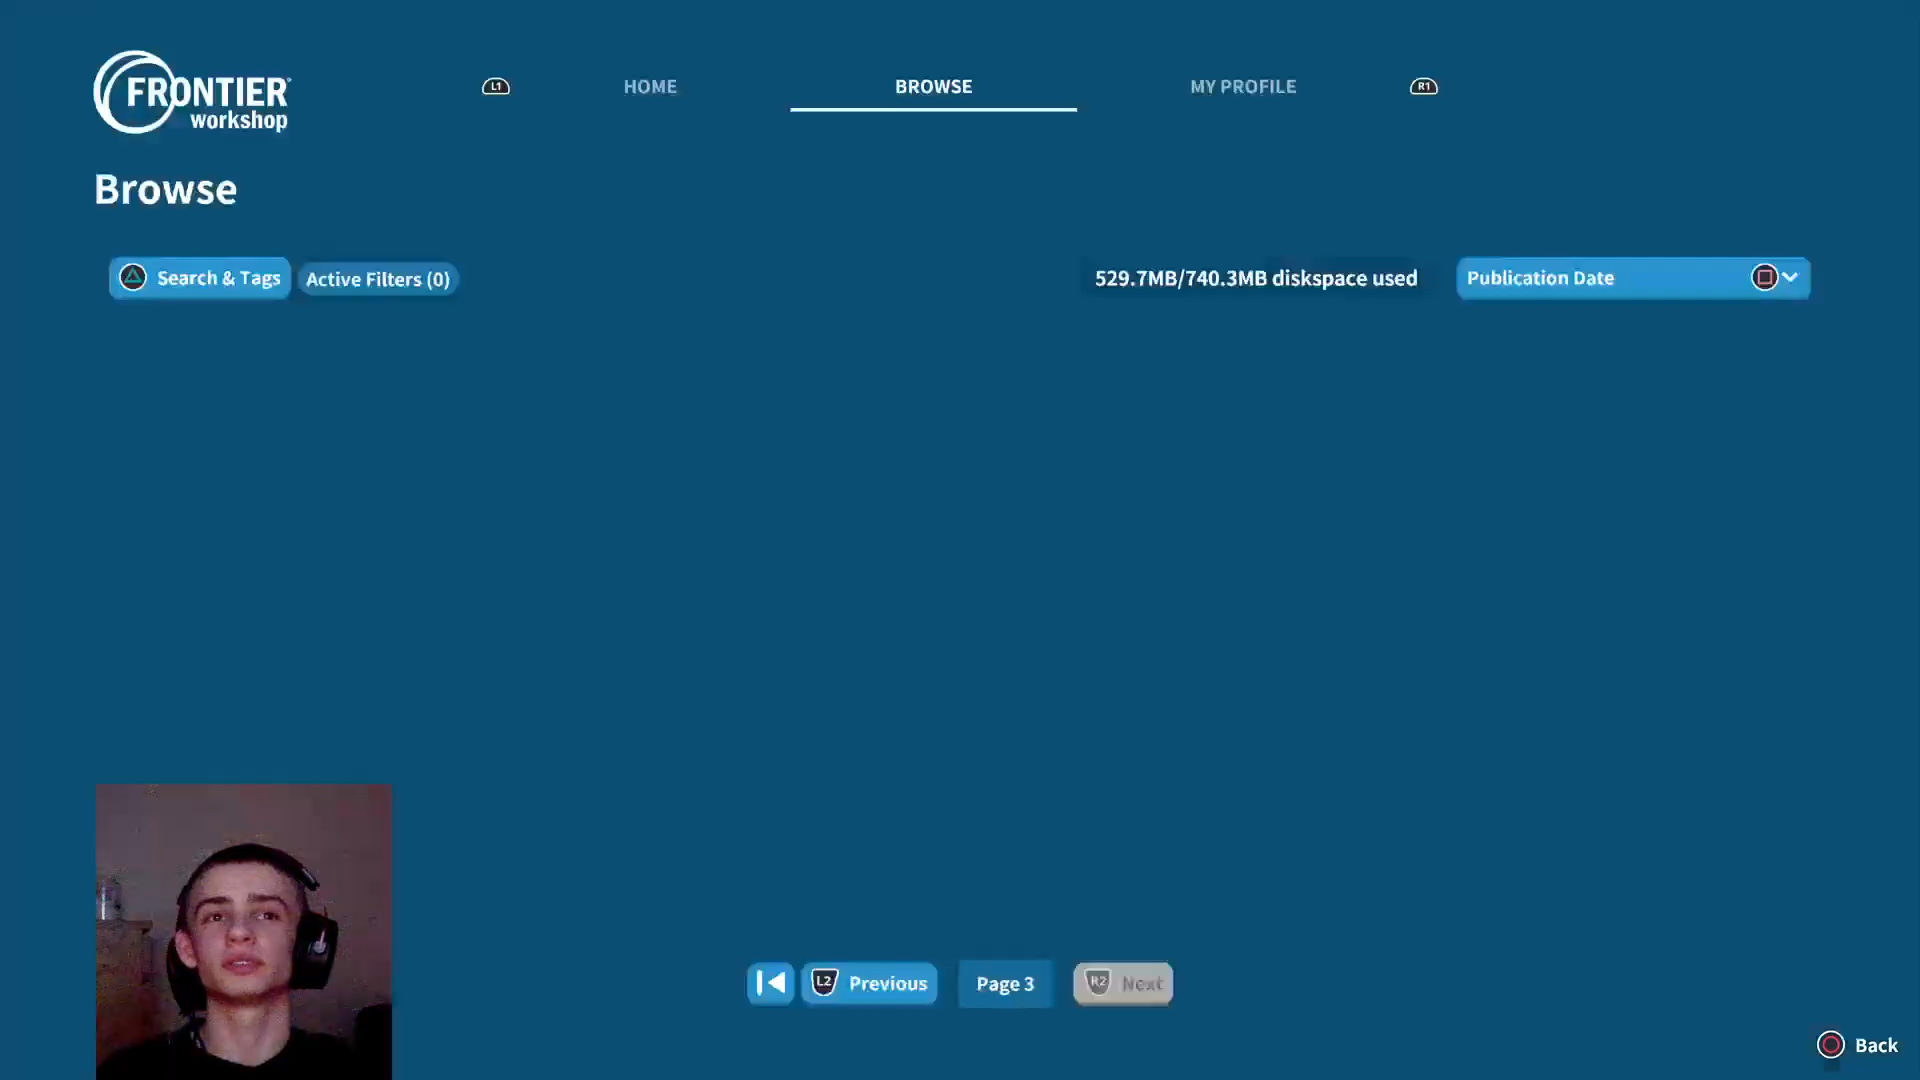 FRONTIER
workshop
L1
HOME
BROWSE
MY PROFILE
R1
Browse
Search & Tags
Active Filters (0)
529.7MB/740.3MB diskspace used
Publication Date
L2 Previous
Page 3
R2 Next
Back